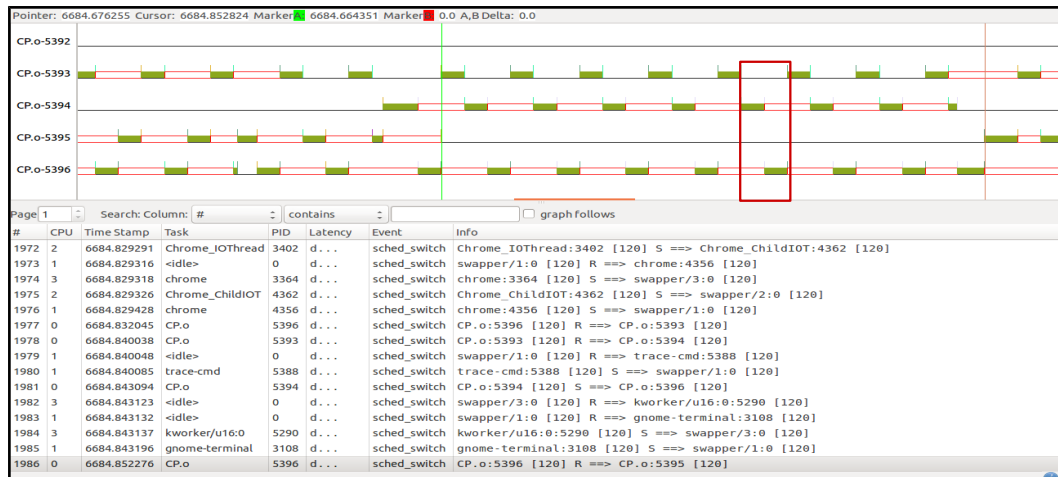 Pointer: 6684.676255 Cursor: 6684.852824 MarkerA: 6684.664351 Marker 0.0 A,B Delta: 0.0
CP.o-5392
CP.o-5393
CP.o-5394
CP.o-5395
CP.o-5396
Page 1 Search: Column: # contains graph follows
# CPU Time Stamp Task PID Latency Event Info
1972 2 6684.829291 Chrome_IOThread 3402 d... sched_switch Chrome_IOThread:3402 [120] S ==> Chrome_ChildIOT:4362 [120]
1973 1 6684.829316 <idle> 0 d... sched_switch swapper/1:0 [120] R ==> chrome:4356 [120]
1974 3 6684.829318 chrome 3364 d... sched_switch chrome:3364 [120] S ==> swapper/3:0 [120]
1975 2 6684.829326 Chrome_ChildIOT 4362 d... sched_switch Chrome_ChildIOT:4362 [120] S ==> swapper/2:0 [120]
1976 1 6684.829428 chrome 4356 d... sched_switch chrome:4356 [120] S ==> swapper/1:0 [120]
1977 0 6684.832045 CP.o 5396 d... sched_switch CP.o:5396 [120] R ==> CP.o:5393 [120]
1978 0 6684.840038 CP.o 5393 d... sched_switch CP.o:5393 [120] R ==> CP.o:5394 [120]
1979 1 6684.840048 <idle> 0 d... sched_switch swapper/1:0 [120] R ==> trace-cmd:5388 [120]
1980 1 6684.840085 trace-cmd 5388 d... sched_switch trace-cmd:5388 [120] S ==> swapper/1:0 [120]
1981 0 6684.843094 CP.o 5394 d... sched_switch CP.o:5394 [120] S ==> CP.o:5396 [120]
1982 3 6684.843123 <idle> 0 d... sched_switch swapper/3:0 [120] R ==> kworker/u16:0:5290 [120]
1983 1 6684.843132 <idle> 0 d... sched_switch swapper/1:0 [120] R ==> gnome-terminal:3108 [120]
1984 3 6684.843137 kworker/u16:0 5290 d... sched_switch kworker/u16:0:5290 [120] S ==> swapper/3:0 [120]
1985 1 6684.843196 gnome-terminal 3108 d... sched_switch gnome-terminal:3108 [120] S ==> swapper/1:0 [120]
1986 0 6684.852276 CP.o 5396 d... sched_switch CP.o:5396 [120] R ==> CP.o:5395 [120]